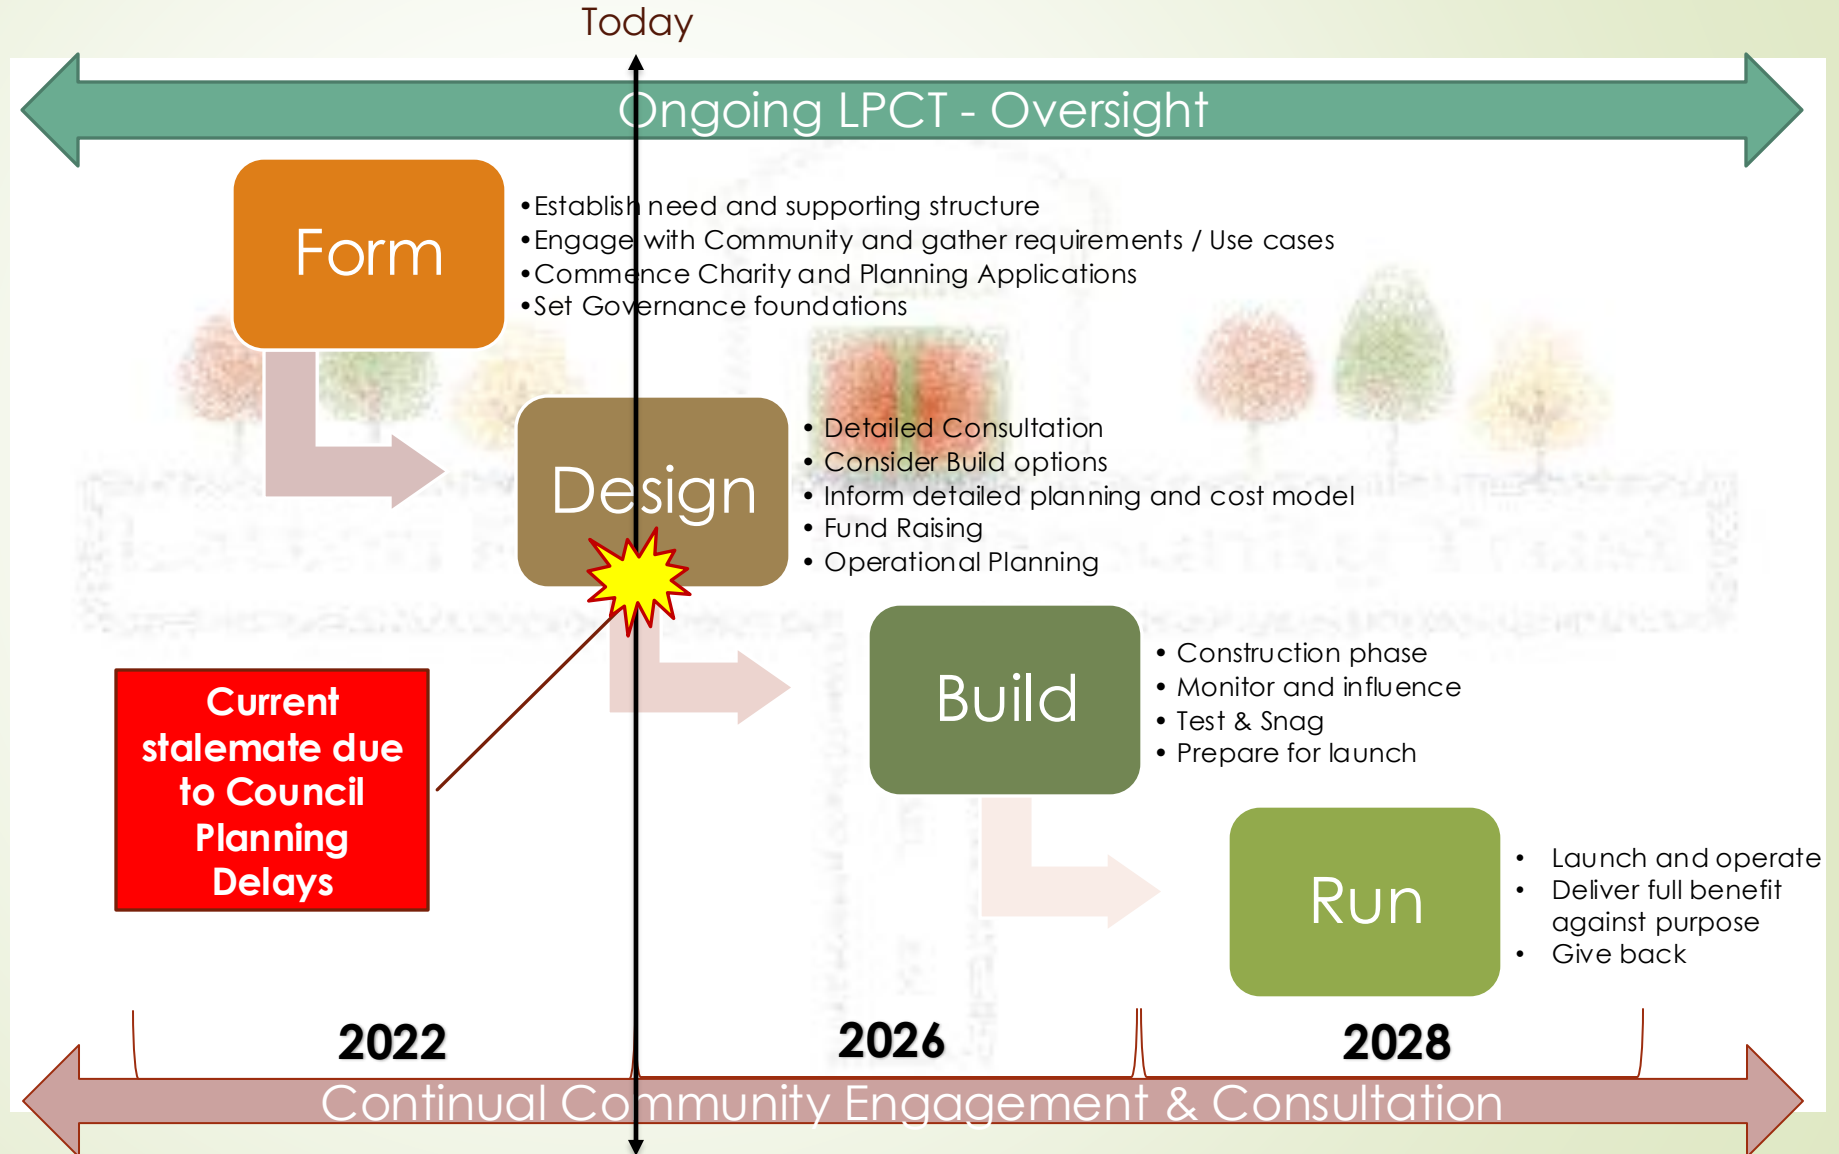 Today
Ongoing LPCT - Oversight
Form
•Establish need and supporting structure
•Engage with Community and gather requirements / Use cases
•Commence Charity and Planning Applications
•Set Governance foundations
Design
• Detailed Consultation
• Consider Build options
• Inform detailed planning and cost model
• Fund Raising
• Operational Planning
Current
stalemate due
to Council
Planning
Delays
Build
• Construction phase
• Monitor and influence
• Test & Snag
• Prepare for launch
Run
• Launch and operate
• Deliver full benefit
against purpose
• Give back
2022
2026
2028
Continual Community Engagement & Consultation